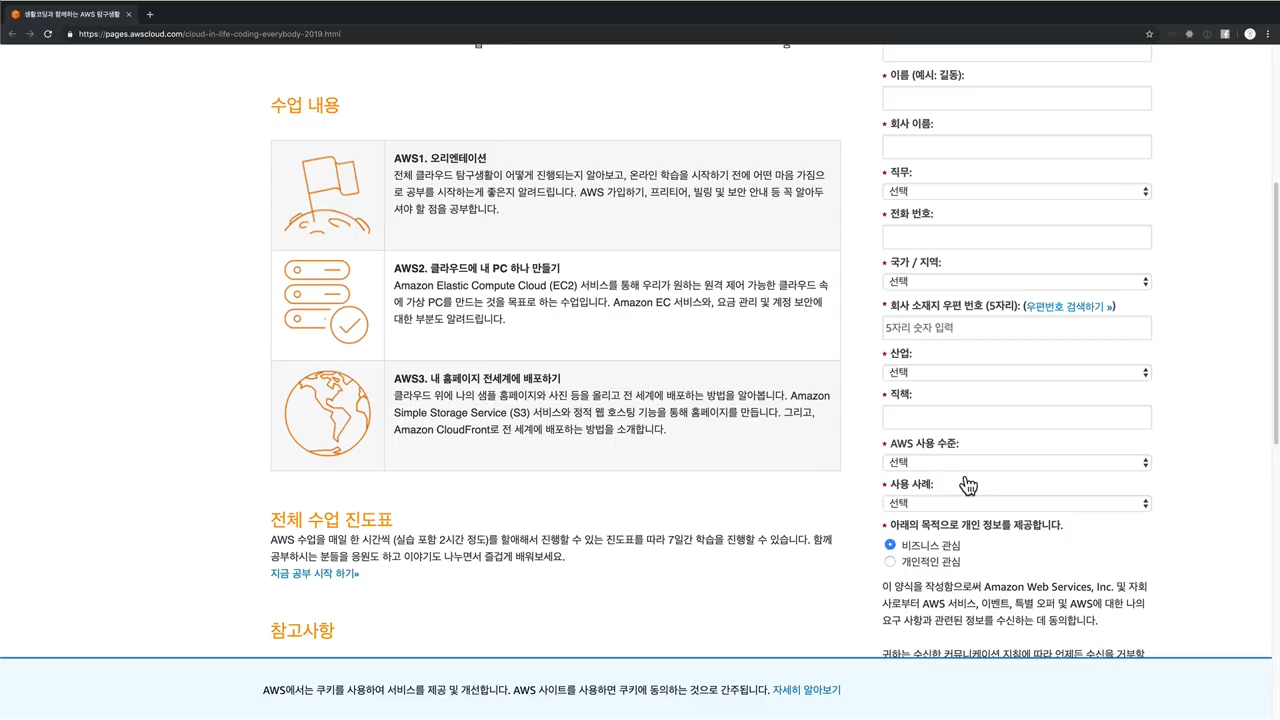 생활코딩과 함께하는 AWS 탐구생활
https://pages.awscloud.com/cloud-in-life-coding-everybody-2019.html
수업 내용
AWS1. 오리엔테이션
전체 클라우드 탐구생활이 어떻게 진행되는지 알아보고, 온라인 학습을 시작하기 전에 어떤 마음 가짐으
로 공부를 시작하는게 좋은지 알려드립니다. AWS 가입하기, 프리티어, 빌링 및 보안 안내 등 꼭 알아두
셔야 할 점을 공부합니다.
AWS2. 클라우드에 내 PC 하나 만들기
Amazon Elastic Compute Cloud (EC2) 서비스를 통해 우리가 원하는 원격 제어 가능한 클라우드 속
에 가상 PC를 만드는 것을 목표로 하는 수업입니다. Amazon EC 서비스와, 요금 관리 및 계정 보안에
대한 부분도 알려드립니다.
AWS3. 내 홈페이지 전세계에 배포하기
클라우드 위에 나의 샘플 홈페이지와 사진 등을 올리고 전 세계에 배포하는 방법을 알아봅니다. Amazon
Simple Storage Service (S3) 서비스와 정적 웹 호스팅 기능을 통해 홈페이지를 만듭니다. 그리고,
Amazon CloudFront로 전 세계에 배포하는 방법을 소개합니다.
전체 수업 진도표
AWS 수업을 매일 한 시간씩 (실습 포함 2시간 정도)를 할애해서 진행할 수 있는 진도표를 따라 7일간 학습을 진행할 수 있습니다. 함께
공부하시는 분들을 응원도 하고 이야기도 나누면서 즐겁게 배워보세요.
지금 공부 시작 하기»
참고사항
* 이름 (예시: 길동):
* 회사 이름:
* 직무:
선택
* 전화 번호:
* 국가 / 지역:
선택
* 회사 소재지 우편 번호 (5자리): (우편번호 검색하기 »)
5자리 숫자 입력
* 산업:
선택
* 직책:
* AWS 사용 수준:
선택
* 사용 사례:
선택
* 아래의 목적으로 개인 정보를 제공합니다.
비즈니스 관심
개인적인 관심
이 양식을 작성함으로써 Amazon Web Services, Inc. 및 자회
사로부터 AWS 서비스, 이벤트, 특별 오퍼 및 AWS에 대한 나의
요구 사항과 관련된 정보를 수신하는 데 동의합니다.
귀하는 수신한 커뮤니케이션 지침에 따라 언제든 수신을 거부할
AWS에서는 쿠키를 사용하여 서비스를 제공 및 개선합니다. AWS 사이트를 사용하면 쿠키에 동의하는 것으로 간주됩니다. 자세히 알아보기